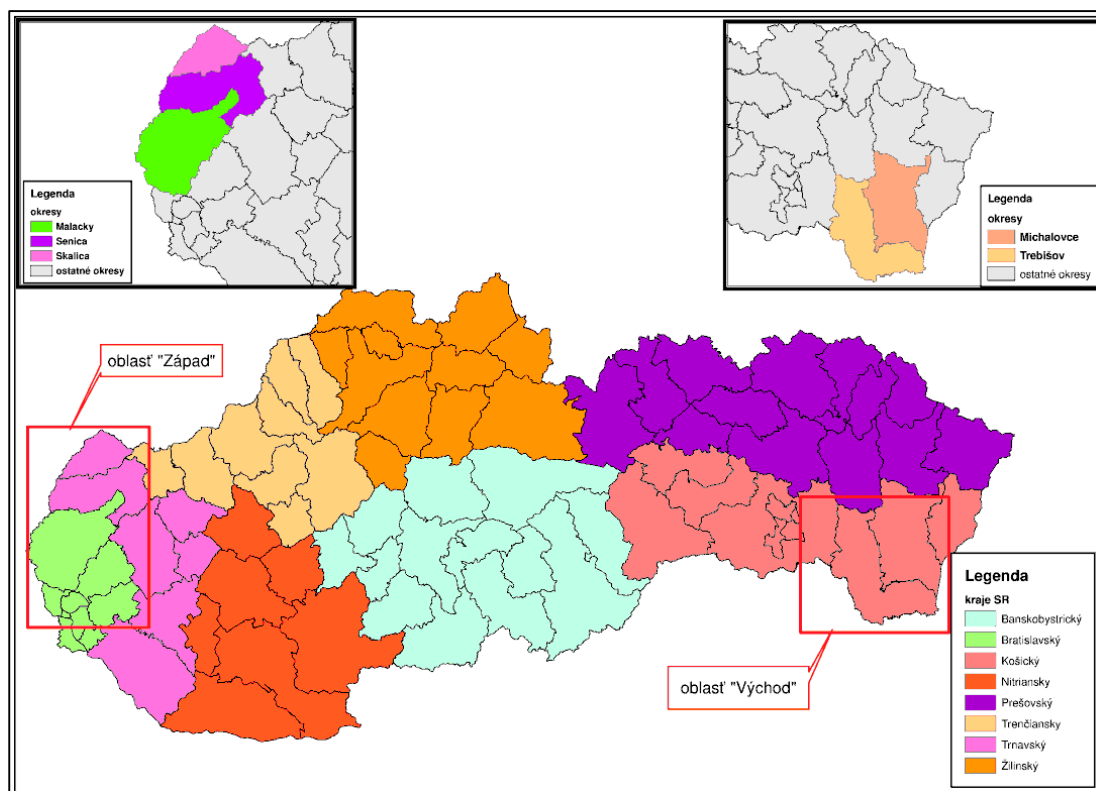 Legenda
okresy
Malacky
Senica
Skalica
ostatné okresy
Legenda
okresy
Michalovce
Trebišov
ostatné okresy
oblasť "Západ"
oblasť "Východ"
Legenda
kraje SR
Banskobystrický
Bratislavský
Košický
Nitriansky
Prešovský
Trenčiansky
Trnavský
Žilinský